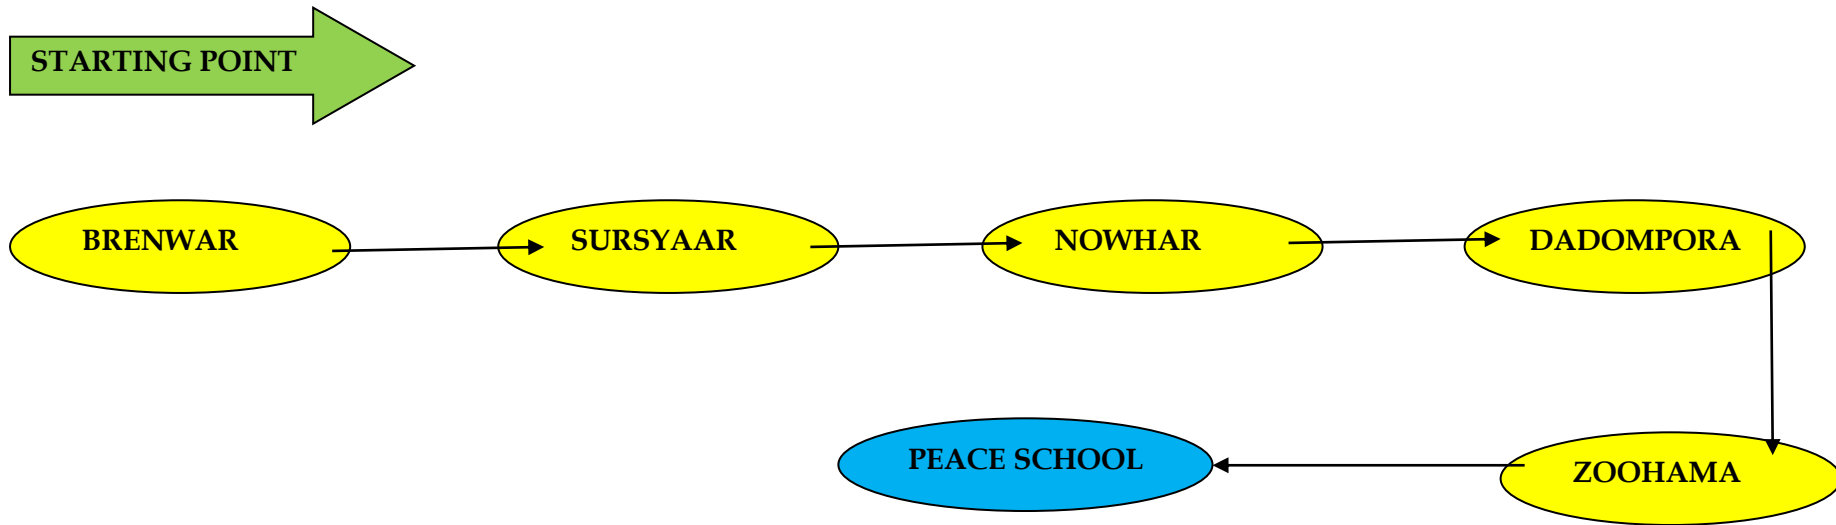 STARTING POINT
BRENWAR
SURSYAAR
NOWHAR
DADOMPORA
PEACE SCHOOL
ZOOHAMA